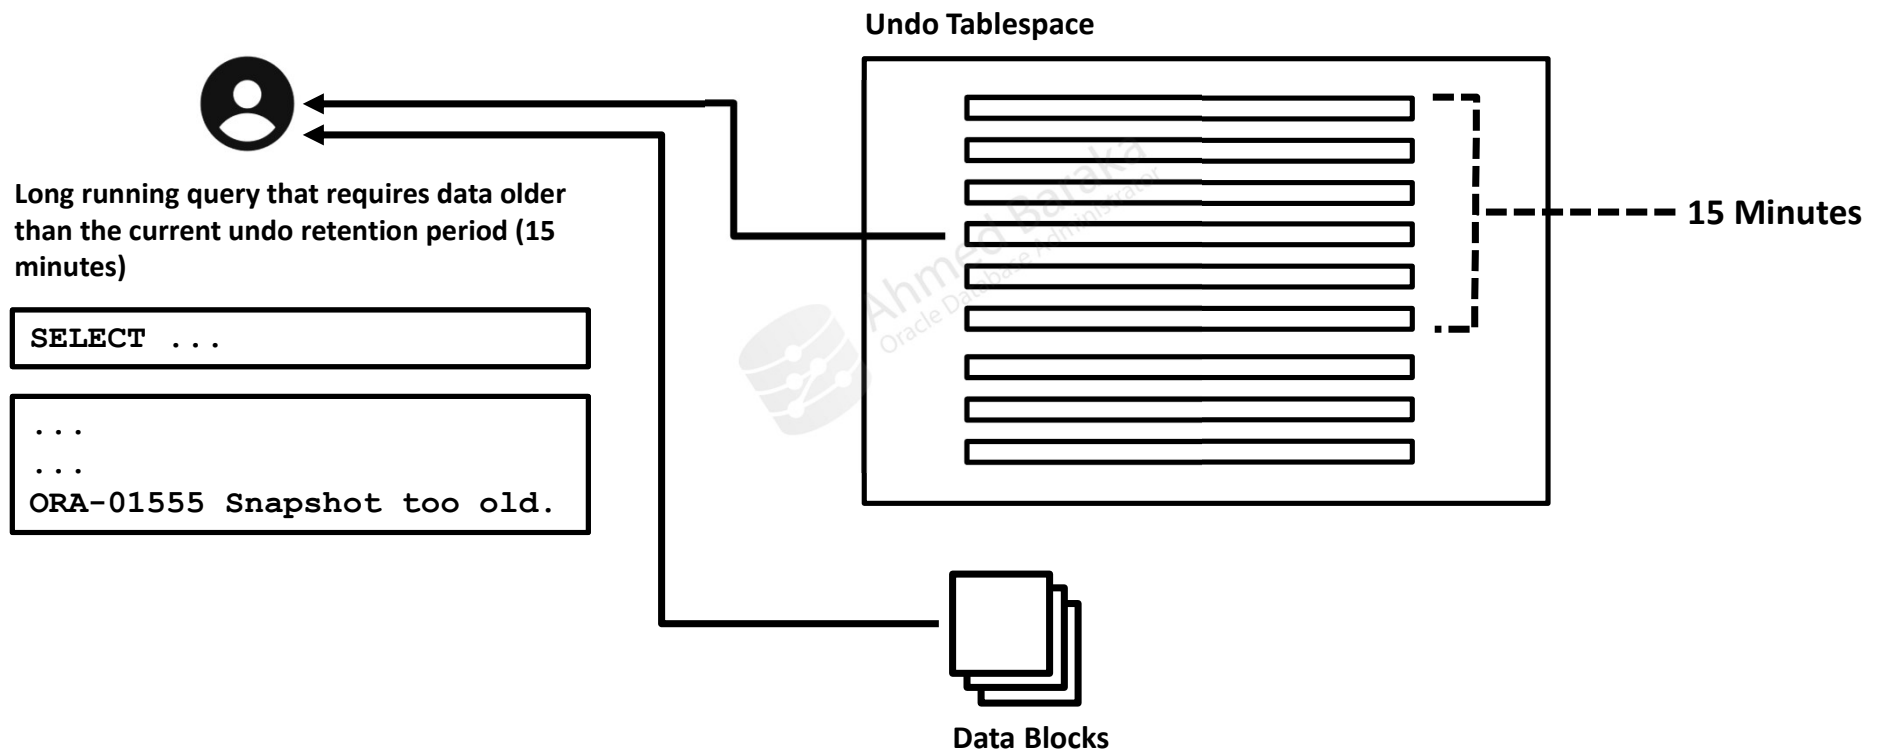 Undo Tablespace
Long running query that requires data older
than the current undo retention period (15
minutes)
SELECT ...
...
...
ORA-01555 Snapshot too old.
15 Minutes
Ahmed Baraka
Oracle Database Administrator
Data Blocks